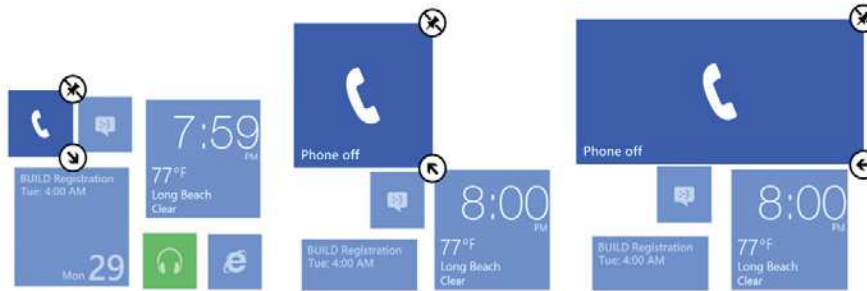 7:59
PM
77°F
Long Beach
Clear
BUILD Registration
Tue: 4:00 AM
Mon 29
Phone off
8:00
PM
77°F
Long Beach
Clear
BUILD Registration
Tue: 4:00 AM
Phone off
8:00
PM
77°F
Long Beach
Clear
BUILD Registration
Tue: 4:00 AM